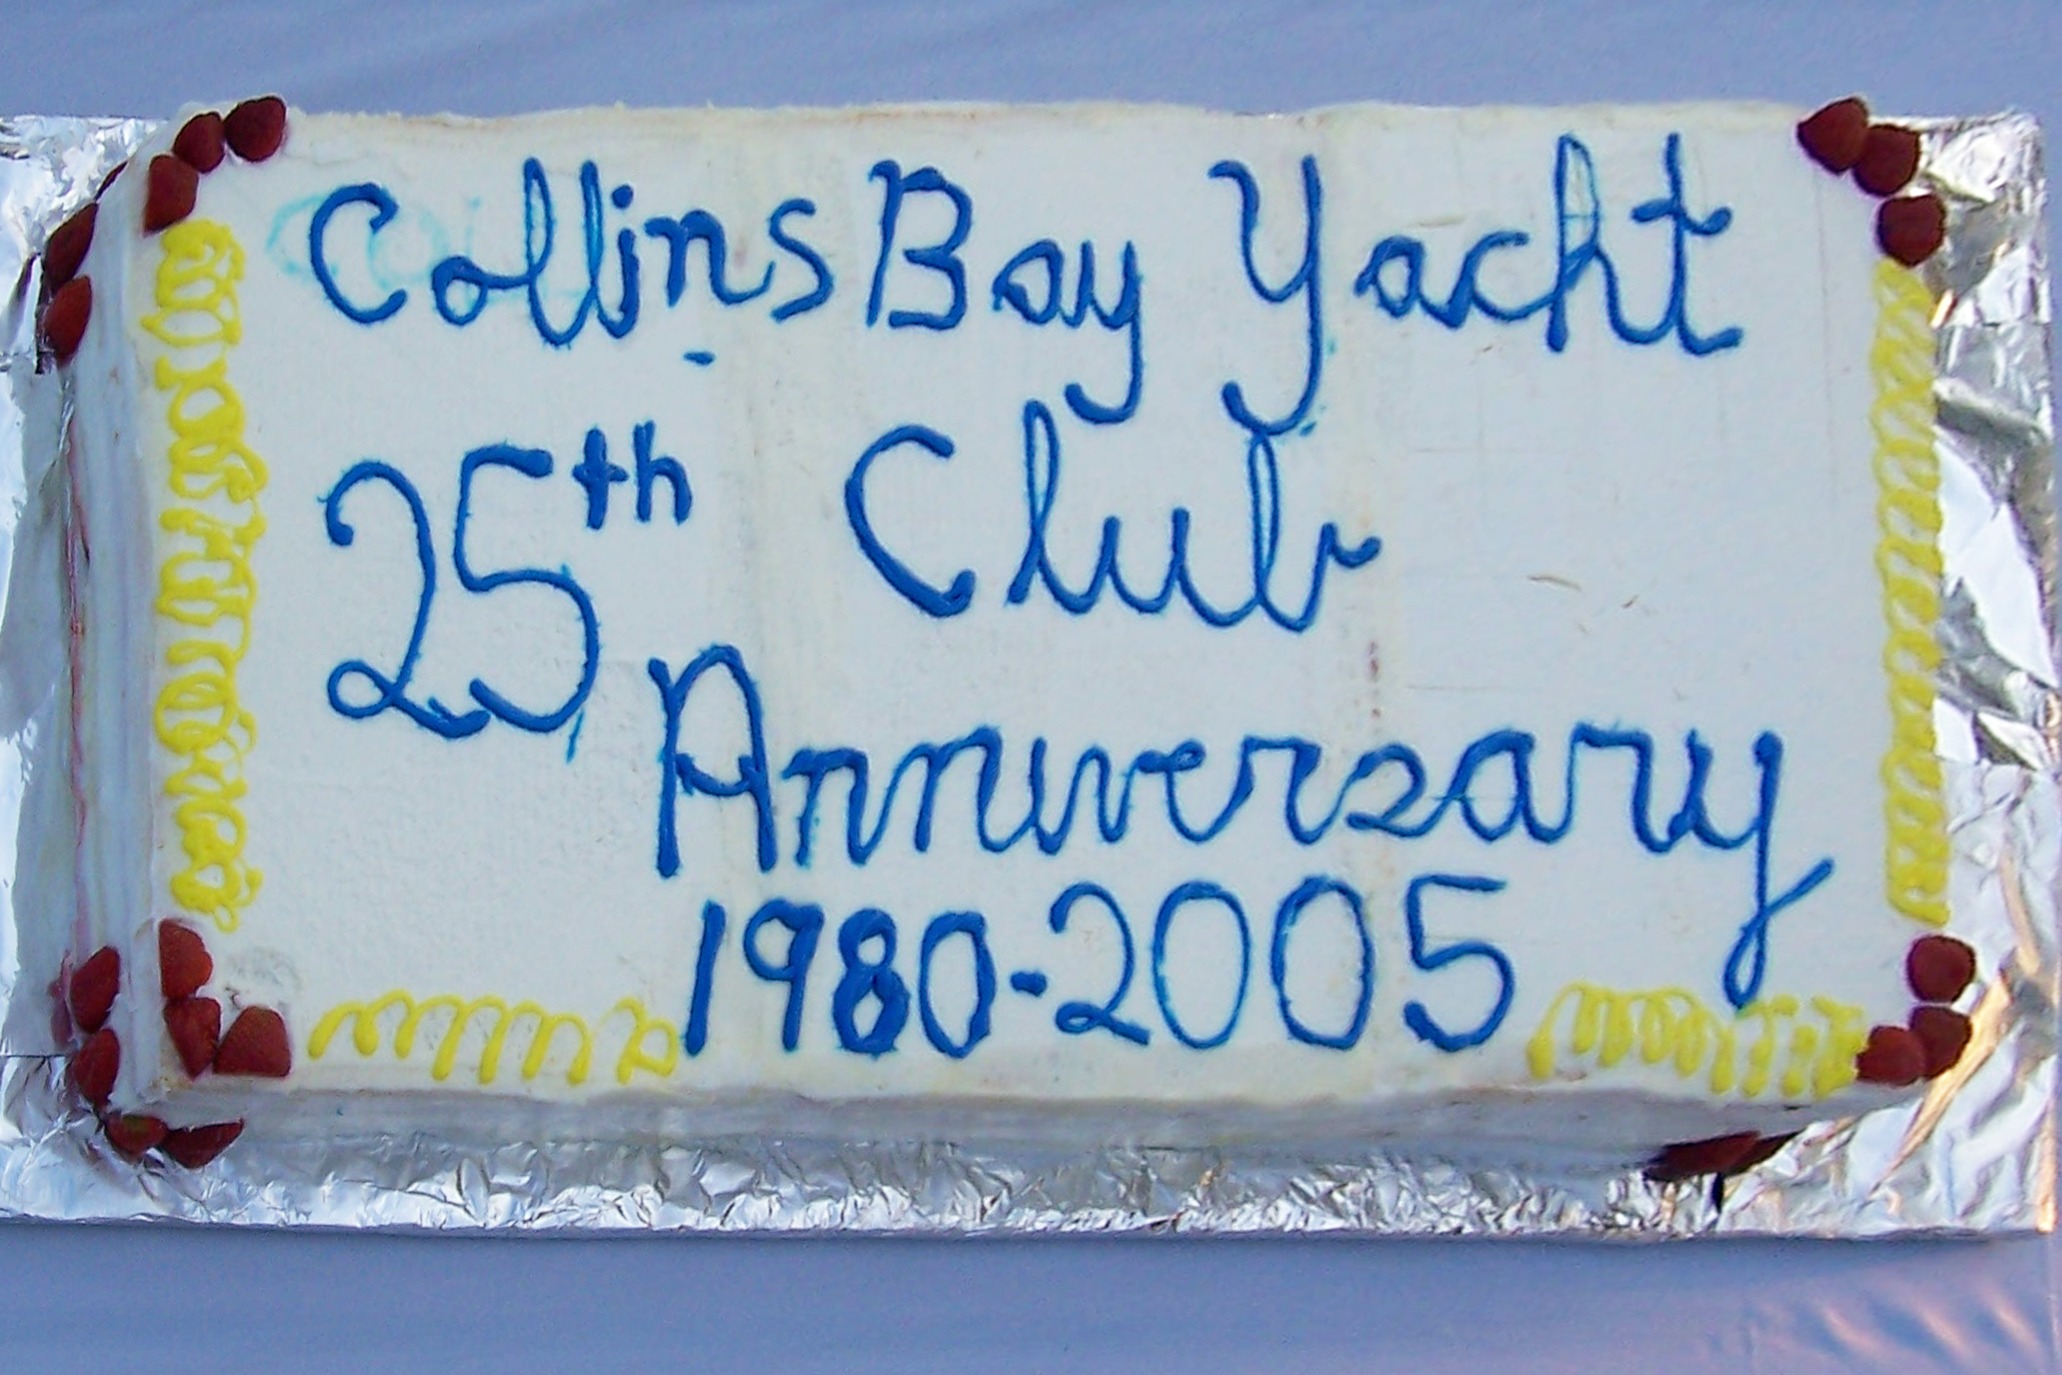 Collins Bay Yacht
25th Club
Anniversary
1980-2005